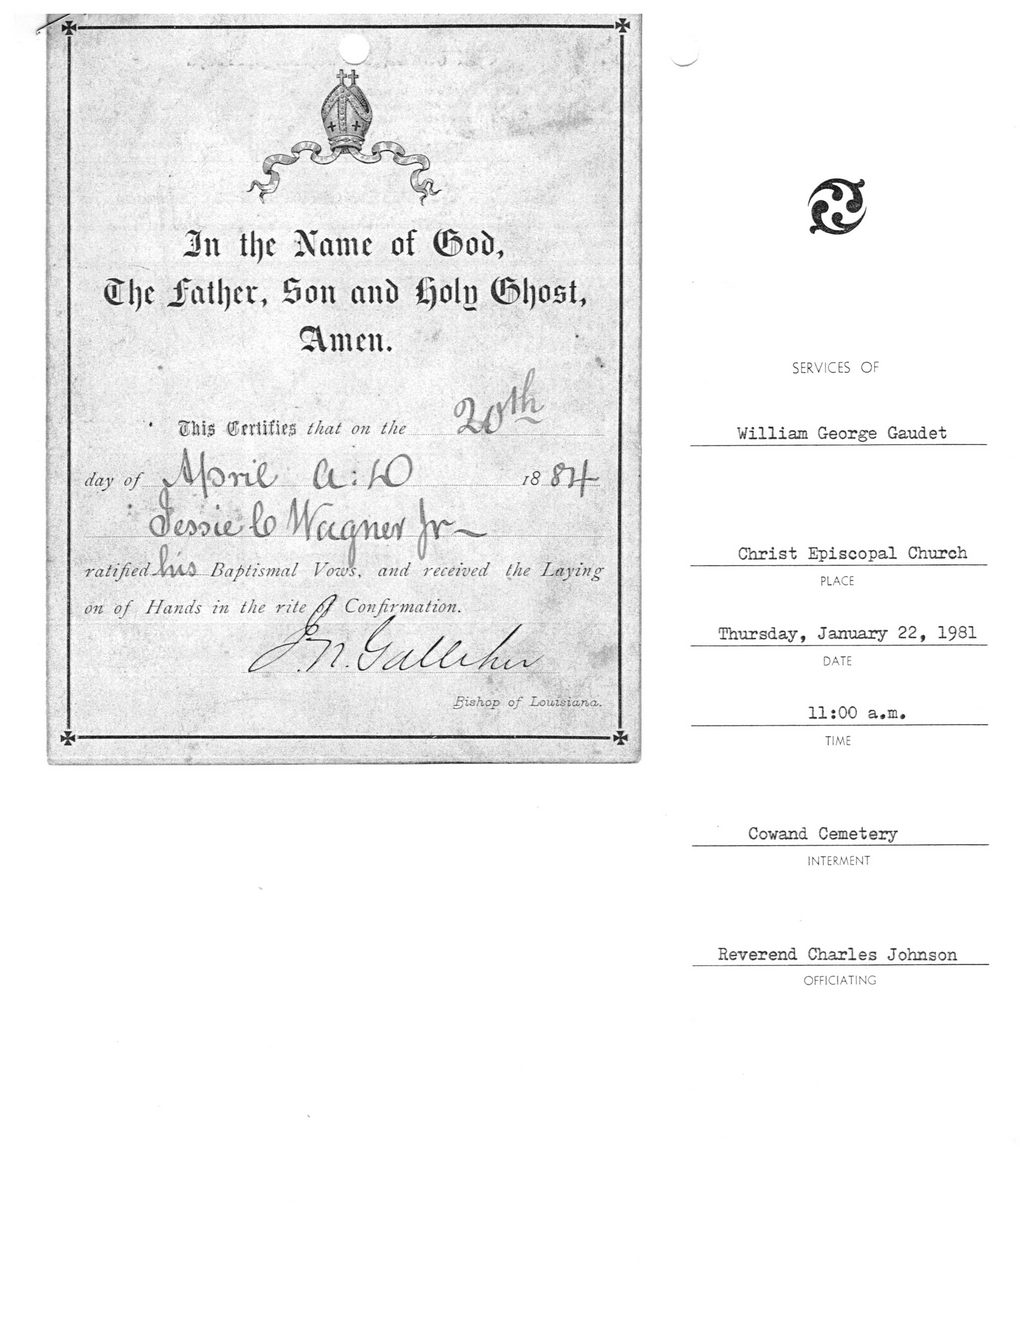 In the Name of God,
The Father, Son and Holy Ghost,
Amen.
This Certifies that on the 20th
day of April A:D 1884
Jessie C Wagner Jr
ratified his Baptismal Vows, and received the Laying
on of Hands in the rite of Confirmation.
J. N. Galleher
Bishop of Louisiana.
SERVICES OF
William George Gaudet
Christ Episcopal Church
PLACE
Thursday, January 22, 1981
DATE
11:00 a.m.
TIME
Cowand Cemetery
INTERMENT
Reverend Charles Johnson
OFFICIATING